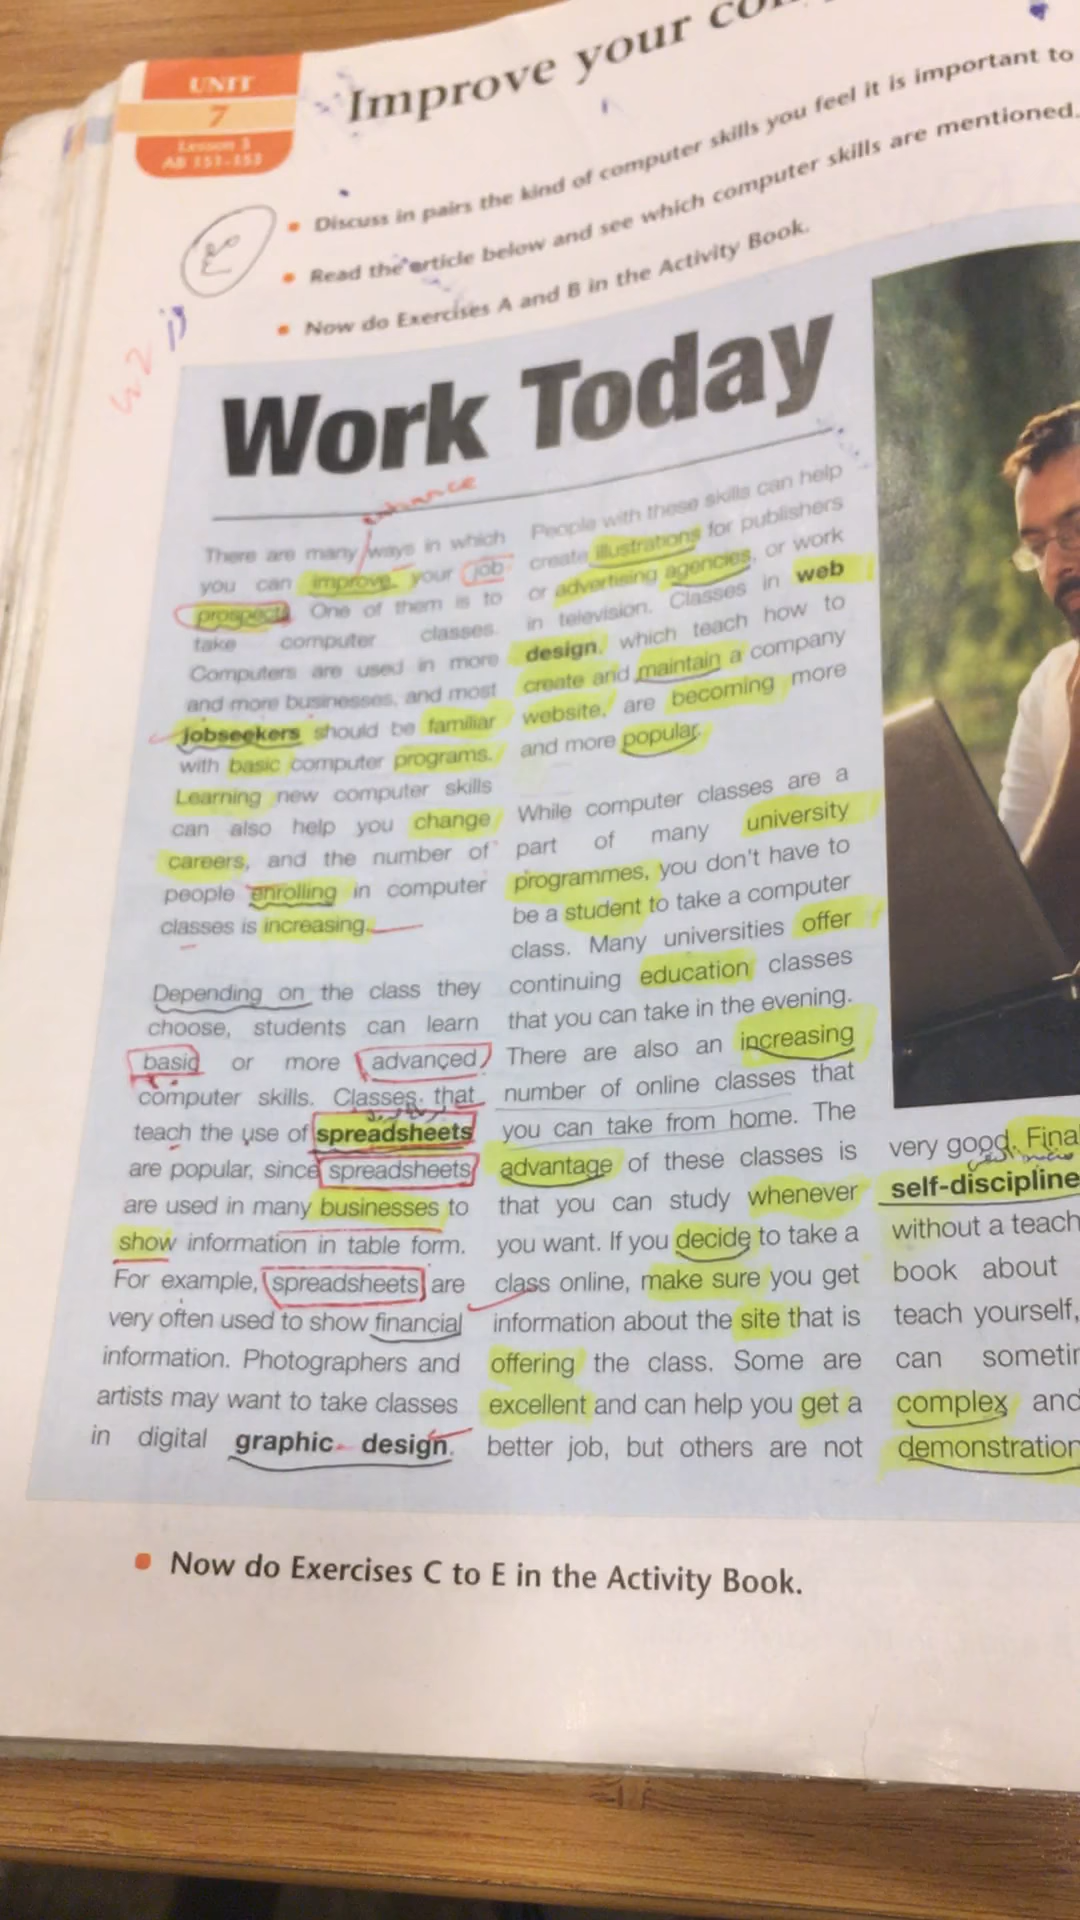 UNIT
7
Lesson 3
AB 151-153
Improve your
Discuss in pairs the kind of computer skills you feel it is important to
Read the article below and see which computer skills are mentioned.
Now do Exercises A and B in the Activity Book.
Work Today
enhance
There are many ways in which
you can improve your job
prospects. One of them is to
take computer classes.
Computers are used in more
and more businesses, and most
jobseekers should be familiar
with basic computer programs.
Learning new computer skills
can also help you change
careers, and the number of
people enrolling in computer
classes is increasing.
Depending on the class they
choose, students can learn
basic or more advanced
computer skills. Classes that
teach the use of spreadsheets
are popular, since spreadsheets
are used in many businesses to
show information in table form.
For example, spreadsheets are
very often used to show financial
information. Photographers and
artists may want to take classes
in digital graphic design.
People with these skills can help
create illustrations for publishers
or advertising agencies, or work
in television. Classes in web
design, which teach how to
create and maintain a company
website, are becoming more
and more popular.
While computer classes are a
part of many university
programmes, you don't have to
be a student to take a computer
class. Many universities offer
continuing education classes
that you can take in the evening.
There are also an increasing
number of online classes that
you can take from home. The
advantage of these classes is
that you can study whenever
you want. If you decide to take a
class online, make sure you get
information about the site that is
offering the class. Some are
excellent and can help you get a
better job, but others are not
very good. Fina
self-discipline
without a teach
book about
teach yourself,
can someti
complex and
demonstration
Now do Exercises C to E in the Activity Book.